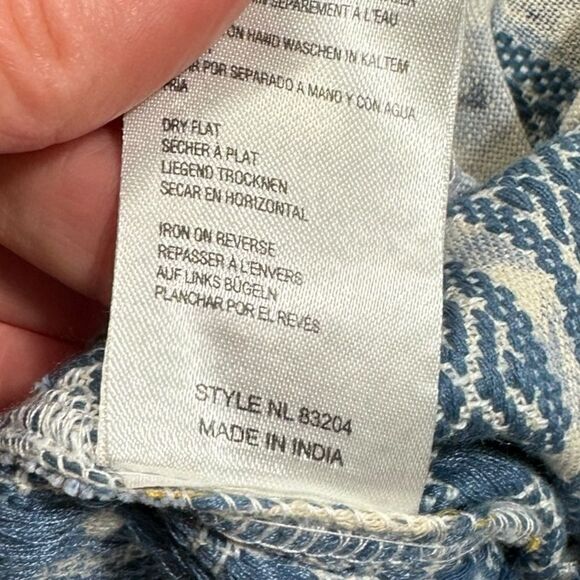 SÉPAREMENT A L'EAU
ON HAND WASCHEN IN KALTEM
POR SEPARADO A MANO Y CON AGUA
FRIA
DRY FLAT
SECHER À PLAT
LIEGEND TROCKNEN
SECAR EN HORIZONTAL
IRON ON REVERSE
REPASSER À L'ENVERS
AUF LINKS BÜGELN
PLANCHAR POR EL REVÉS
STYLE NL 83204
MADE IN INDIA